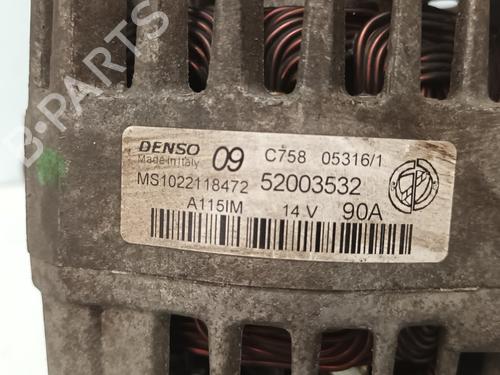 B-PARTS
DENSO 09 C758 05316/1
Made in Italy
MS1022118472 52003532
A115IM 14 V 90A